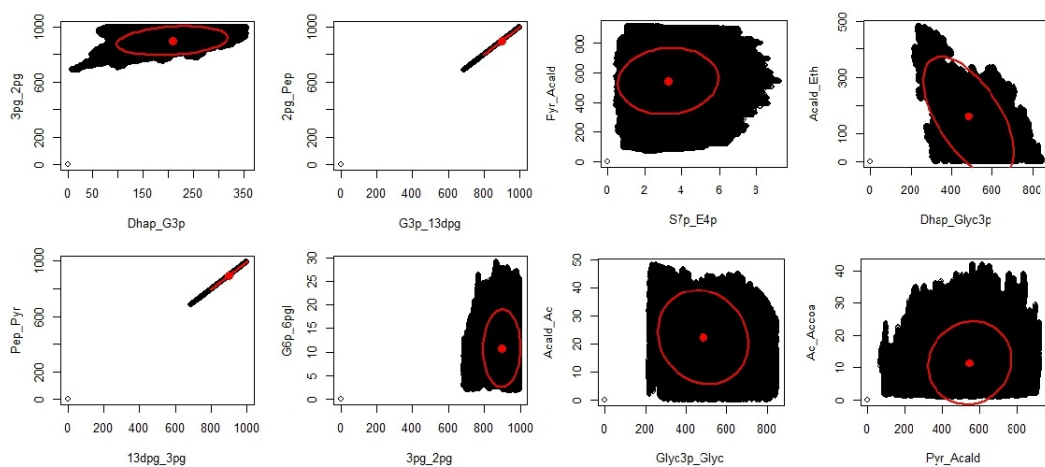 3pg_2pg
0 200 600 1000
0 50 150 250 350
Dhap_G3p
2pg_Pep
0 200 600 1000
0 200 400 600 800 1000
G3p_13dpg
Pyr_Acald
0 200 400 600 800
0 2 4 6 8
S7p_E4p
Acald_Eth
0 100 300 500
0 200 400 600 800
Dhap_Glyc3p
Pep_Pyr
0 200 600 1000
0 200 400 600 800 1000
13dpg_3pg
G6p_6pgl
0 5 10 15 20 25 30
0 200 400 600 800 1000
3pg_2pg
Acald_Ac
0 10 20 30 40 50
0 200 400 600 800
Glyc3p_Glyc
Ac_Accoa
0 10 20 30 40
0 200 400 600 800
Pyr_Acald